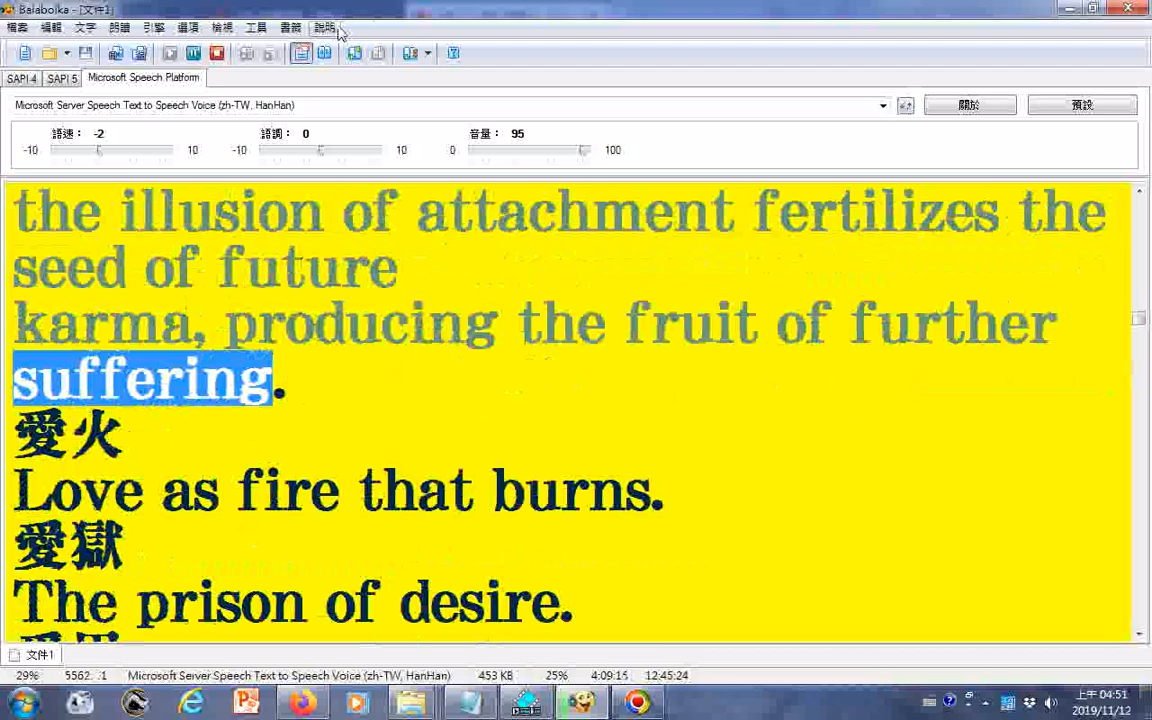 Balabolka - [文件1]
檔案 編輯 文字 朗讀 引擎 選項 檢視 工具 書籤 說明
SAPI 4 SAPI 5 Microsoft Speech Platform
Microsoft Server Speech Text to Speech Voice (zh-TW, HanHan) 關於 預設
語速： -2 語調： 0 音量： 95
-10 10 -10 10 0 100
the illusion of attachment fertilizes the
seed of future
karma, producing the fruit of further
suffering.
愛火
Love as fire that burns.
愛獄
The prison of desire.
文件1
29% 5562: :1 Microsoft Server Speech Text to Speech Voice (zh-TW, HanHan) 453 KB 25% 4:09:15 12:45:24
上午 04:51
2019/11/12